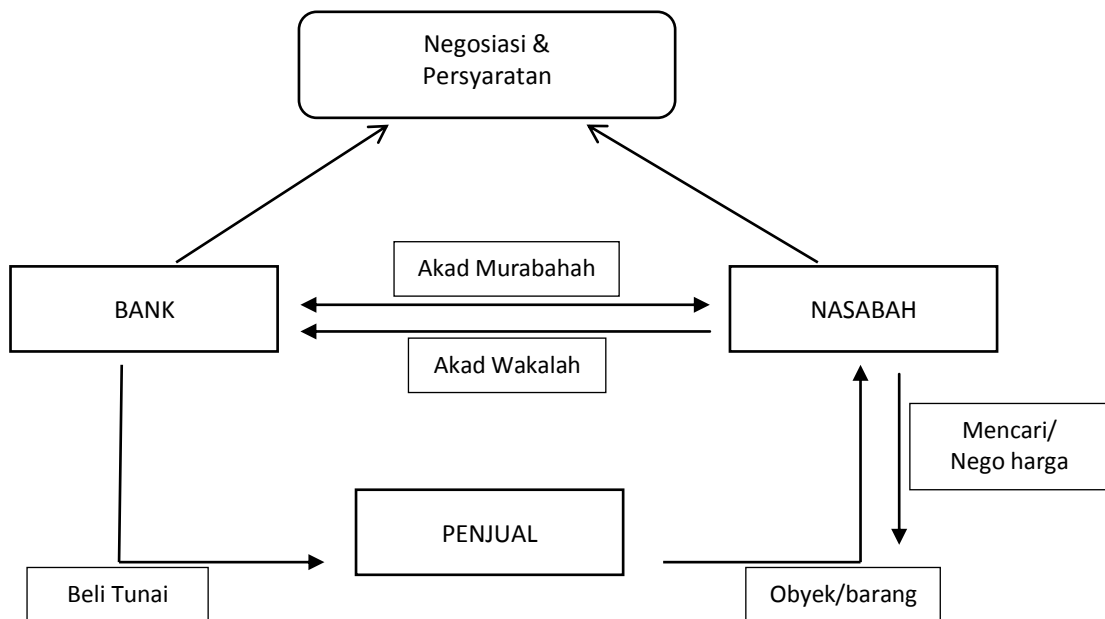 Negosiasi &
Persyaratan
Akad Murabahah
BANK
NASABAH
Akad Wakalah
Mencari/
Nego harga
PENJUAL
Beli Tunai
Obyek/barang